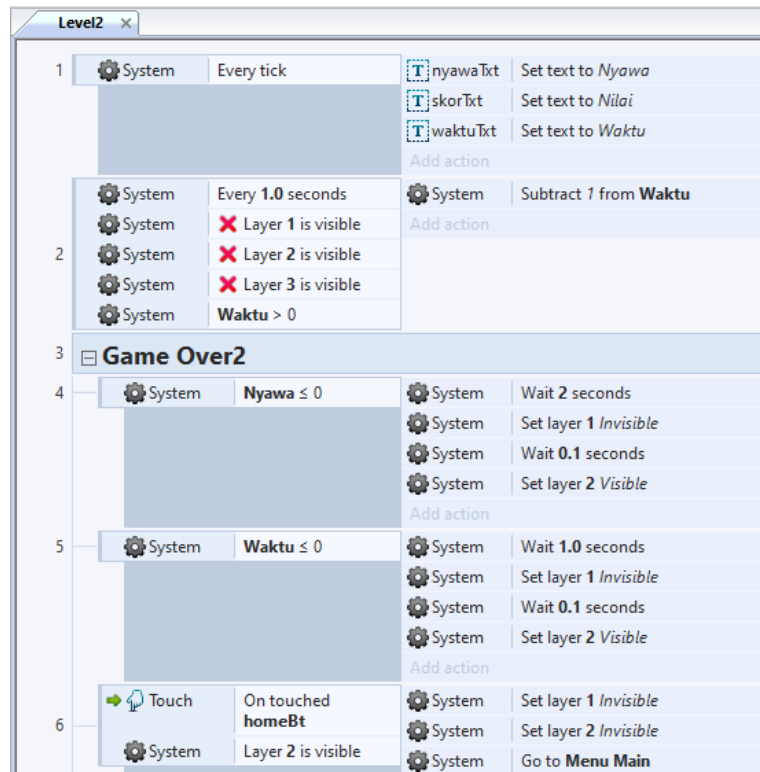 Level2
1 System Every tick nyawaTxt Set text to Nyawa
skorTxt Set text to Nilai
waktuTxt Set text to Waktu
Add action
System Every 1.0 seconds System Subtract 1 from Waktu
System Layer 1 is visible Add action
2 System Layer 2 is visible
System Layer 3 is visible
System Waktu > 0
3 Game Over2
4 System Nyawa ≤ 0 System Wait 2 seconds
System Set layer 1 Invisible
System Wait 0.1 seconds
System Set layer 2 Visible
Add action
5 System Waktu ≤ 0 System Wait 1.0 seconds
System Set layer 1 Invisible
System Wait 0.1 seconds
System Set layer 2 Visible
Add action
Touch On touched System Set layer 1 Invisible
6 homeBt System Set layer 2 Invisible
System Layer 2 is visible System Go to Menu Main